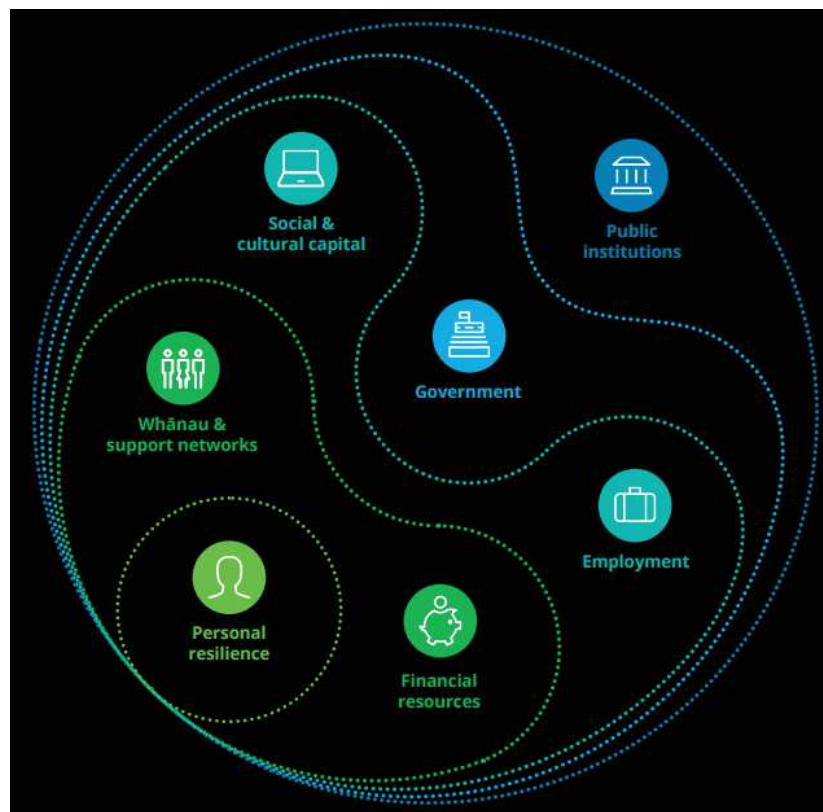 Social &
cultural capital
Public
institutions
Government
Whānau &
support networks
Employment
Personal
resilience
Financial
resources